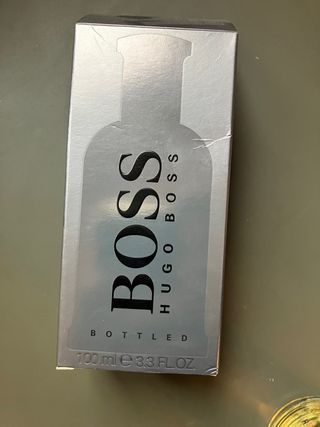 BOSS
HUGO BOSS
BOTTLED
100 ml ℮ 3.3 FL.OZ.